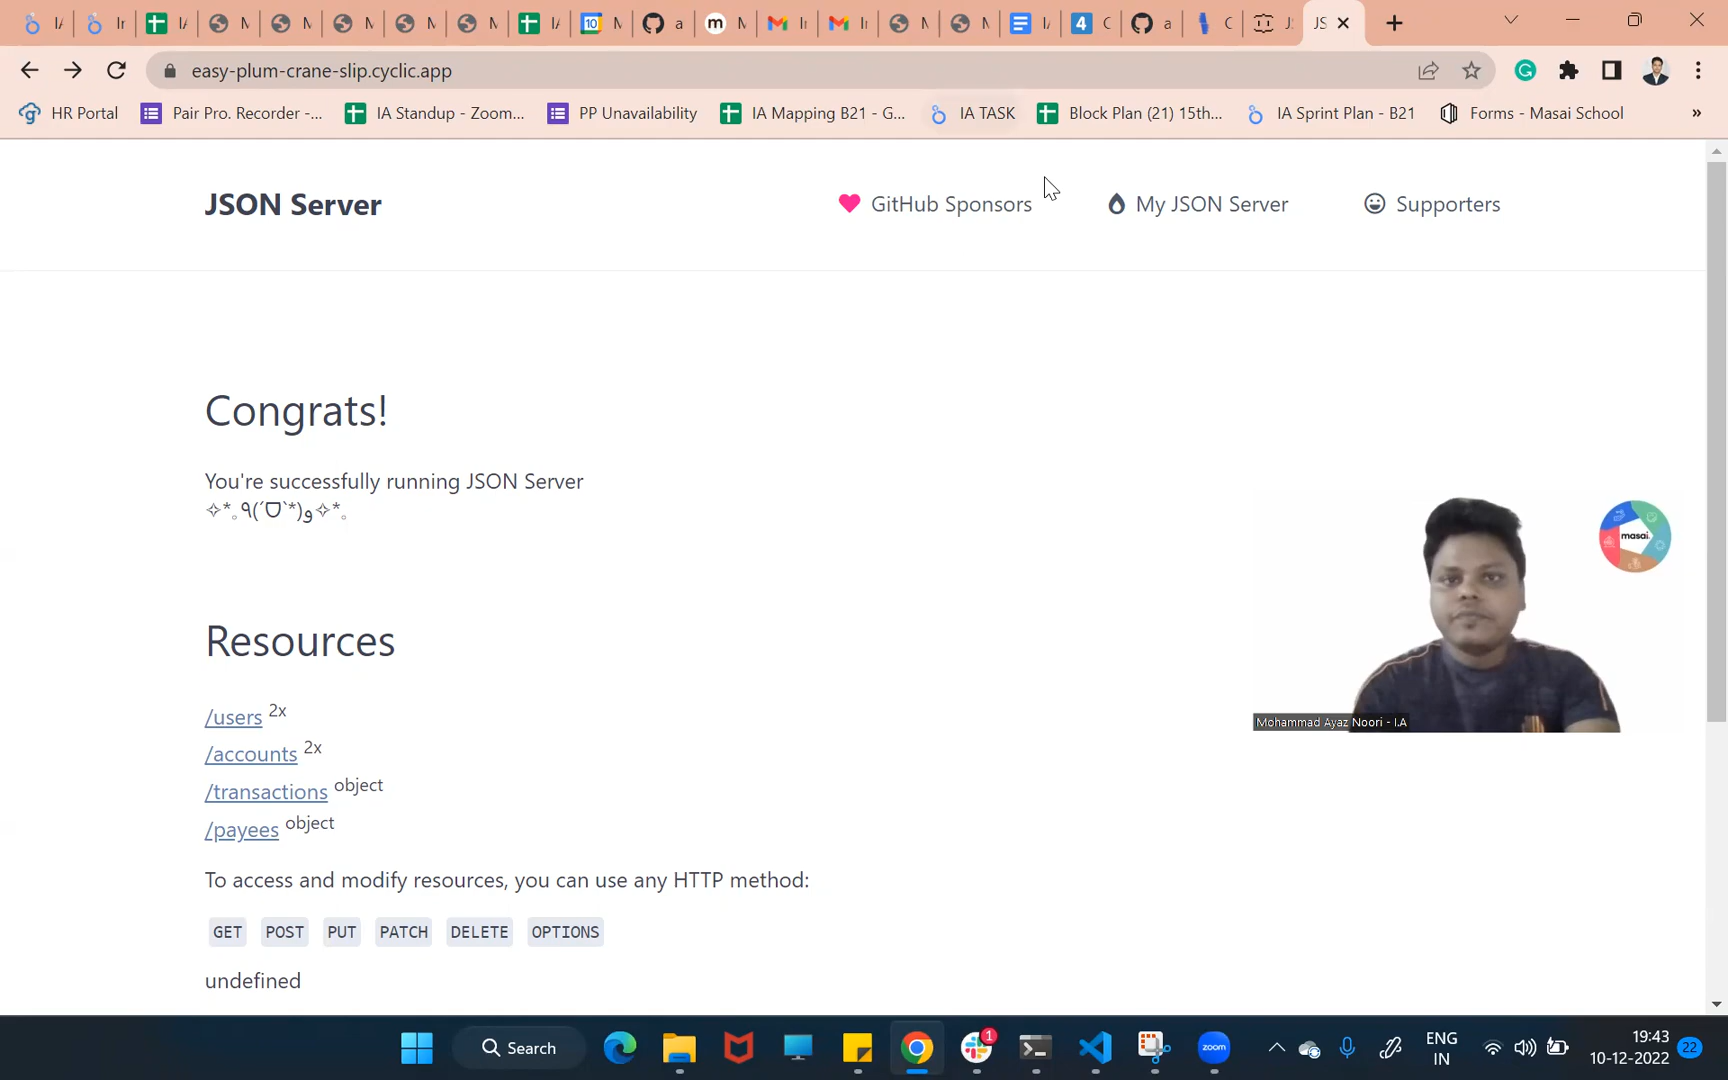 easy-plum-crane-slip.cyclic.app
HR Portal
Pair Pro. Recorder -...
IA Standup - Zoom...
PP Unavailability
IA Mapping B21 - G...
IA TASK
Block Plan (21) 15th...
IA Sprint Plan - B21
Forms - Masai School
»
JSON Server
GitHub Sponsors
My JSON Server
Supporters
Congrats!
You're successfully running JSON Server
✧*｡٩(ˊᗜˋ*)و✧*｡
Resources
/users 2x
/accounts 2x
/transactions object
/payees object
To access and modify resources, you can use any HTTP method:
GET POST PUT PATCH DELETE OPTIONS
undefined
masai.
Mohammad Ayaz Noori - I.A
Search
1
zoom
ENG
IN
19:43
10-12-2022
22